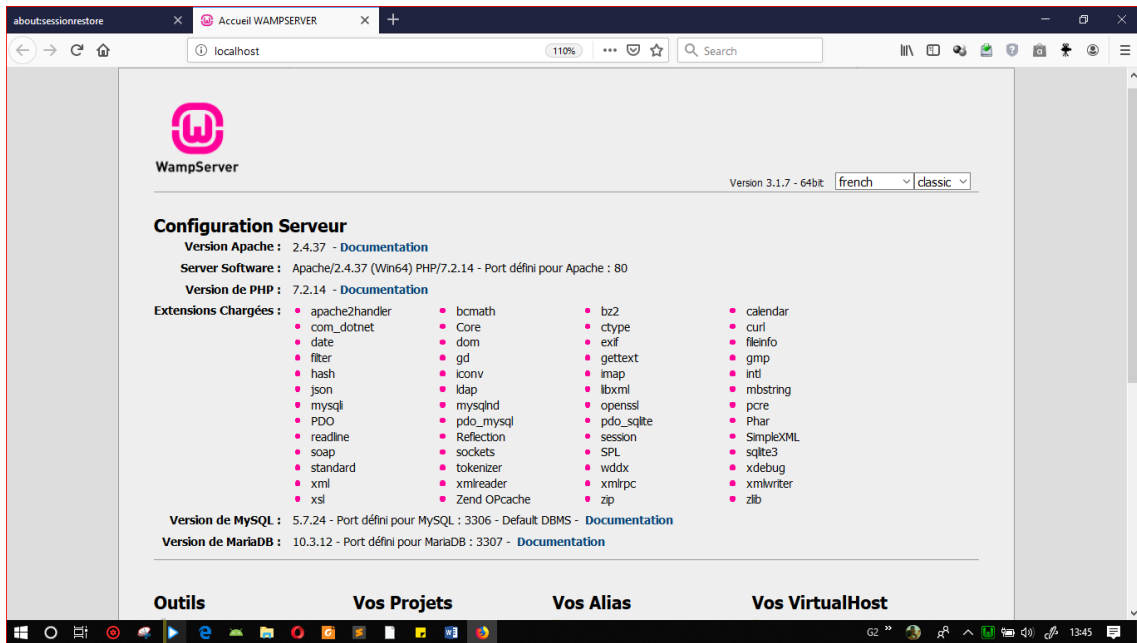 about:sessionrestore
Accueil WAMPSERVER
localhost
110%
Search
WampServer
Version 3.1.7 - 64bit french classic
Configuration Serveur
Version Apache : 2.4.37 - Documentation
Server Software : Apache/2.4.37 (Win64) PHP/7.2.14 - Port défini pour Apache : 80
Version de PHP : 7.2.14 - Documentation
Extensions Chargées : apache2handler bcmath bz2 calendar
com_dotnet Core ctype curl
date dom exif fileinfo
filter gd gettext gmp
hash iconv imap intl
json ldap libxml mbstring
mysqli mysqlnd openssl pcre
PDO pdo_mysql pdo_sqlite Phar
readline Reflection session SimpleXML
soap sockets SPL sqlite3
standard tokenizer wddx xdebug
xml xmlreader xmlrpc xmlwriter
xsl Zend OPcache zip zlib
Version de MySQL : 5.7.24 - Port défini pour MySQL : 3306 - Default DBMS - Documentation
Version de MariaDB : 10.3.12 - Port défini pour MariaDB : 3307 - Documentation
Outils Vos Projets Vos Alias Vos VirtualHost
G2 13:45